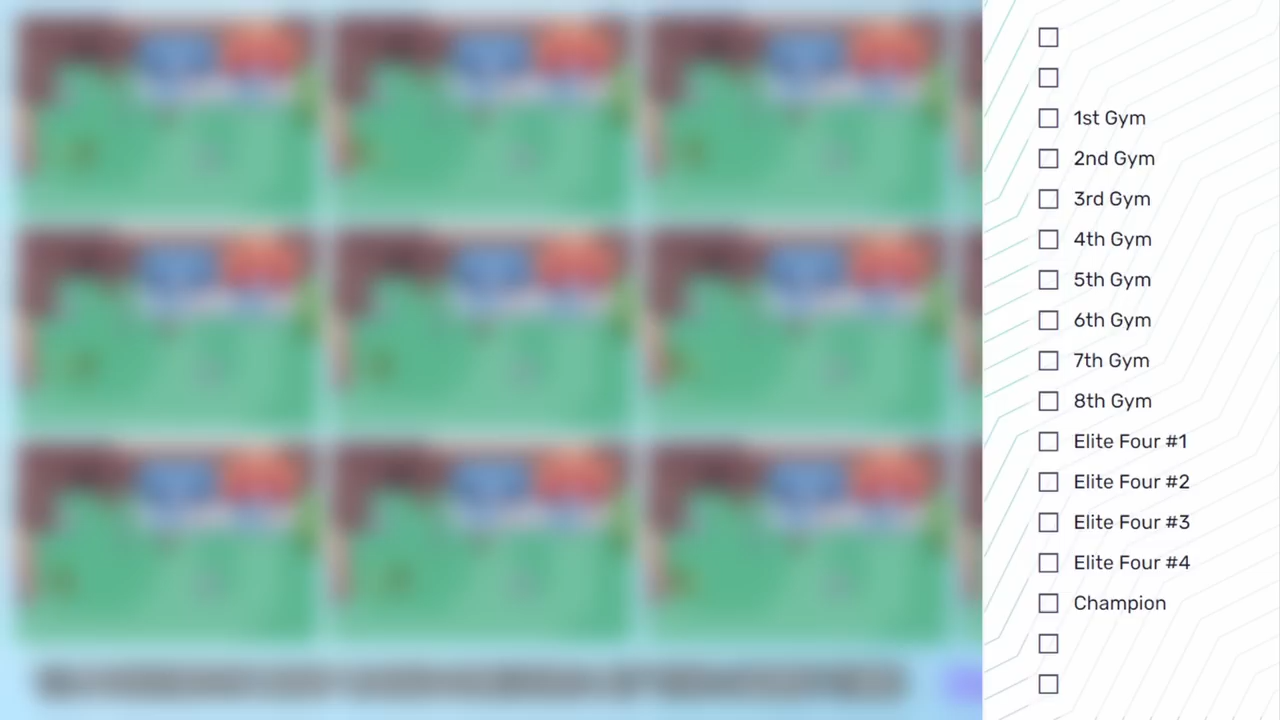 1st Gym
2nd Gym
3rd Gym
4th Gym
5th Gym
6th Gym
7th Gym
8th Gym
Elite Four #1
Elite Four #2
Elite Four #3
Elite Four #4
Champion